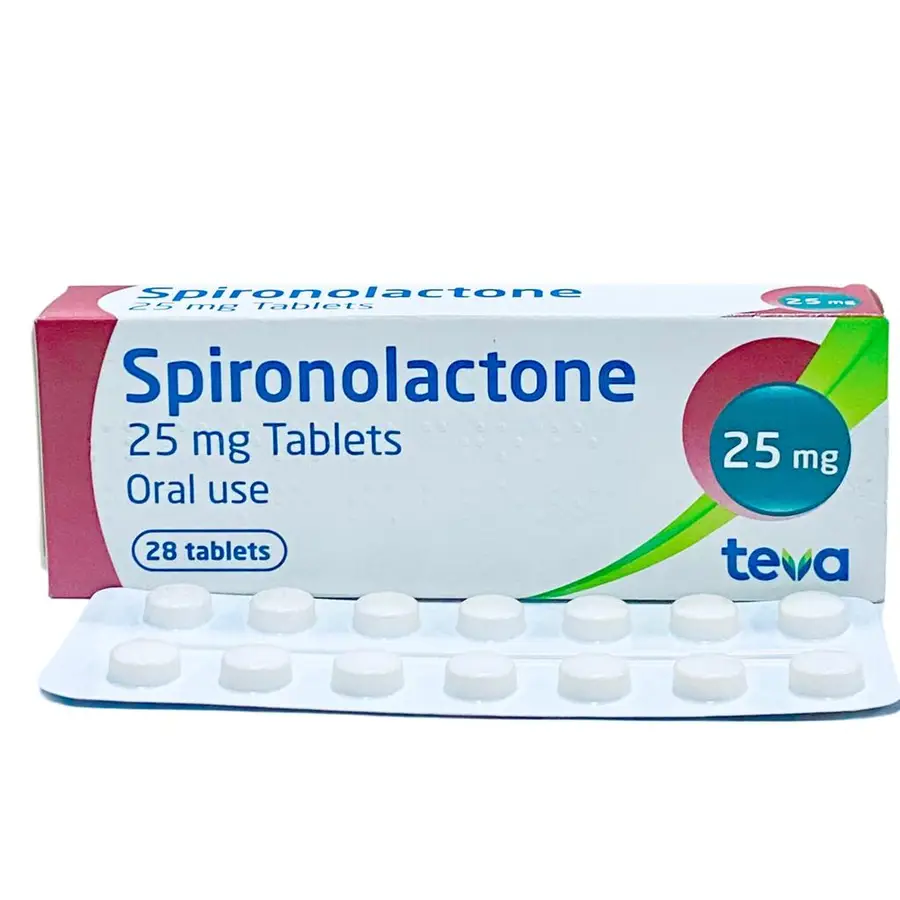 Spironolactone
25 mg Tablets
25 mg
Spironolactone
25 mg Tablets
Oral use
28 tablets
25 mg
teva